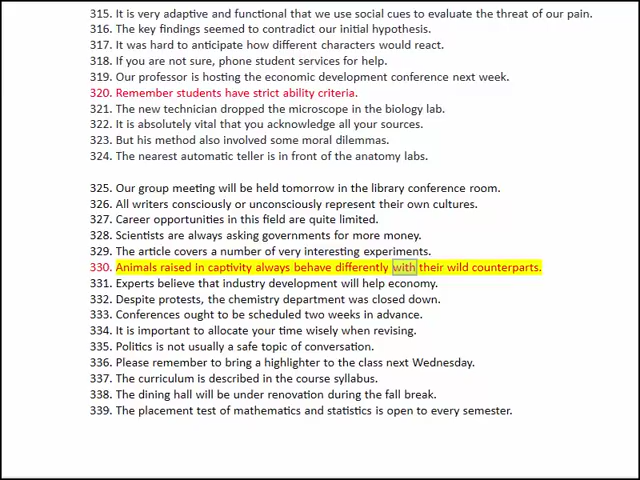 315. It is very adaptive and functional that we use social cues to evaluate the threat of our pain.
316. The key findings seemed to contradict our initial hypothesis.
317. It was hard to anticipate how different characters would react.
318. If you are not sure, phone student services for help.
319. Our professor is hosting the economic development conference next week.
320. Remember students have strict ability criteria.
321. The new technician dropped the microscope in the biology lab.
322. It is absolutely vital that you acknowledge all your sources.
323. But his method also involved some moral dilemmas.
324. The nearest automatic teller is in front of the anatomy labs.
325. Our group meeting will be held tomorrow in the library conference room.
326. All writers consciously or unconsciously represent their own cultures.
327. Career opportunities in this field are quite limited.
328. Scientists are always asking governments for more money.
329. The article covers a number of very interesting experiments.
330. Animals raised in captivity always behave differently with their wild counterparts.
331. Experts believe that industry development will help economy.
332. Despite protests, the chemistry department was closed down.
333. Conferences ought to be scheduled two weeks in advance.
334. It is important to allocate your time wisely when revising.
335. Politics is not usually a safe topic of conversation.
336. Please remember to bring a highlighter to the class next Wednesday.
337. The curriculum is described in the course syllabus.
338. The dining hall will be under renovation during the fall break.
339. The placement test of mathematics and statistics is open to every semester.